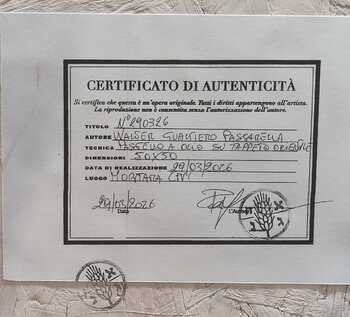 CERTIFICATO DI AUTENTICITÀ
Si certifica che questa è un'opera originale. Tutti i diritti appartengono all'artista.
La riproduzione non è consentita senza l'autorizzazione dell'autore.
TITOLO N°290326
AUTORE WALTER GUALTIERO PASSARELLA
TECNICA PASTELLO A OLIO SU TAPPETO ORIENTALE
DIMENSIONI 50X50
DATA DI REALIZZAZIONE 29/03/2026
LUOGO MORTARA
29/03/2026
Data L'Autore